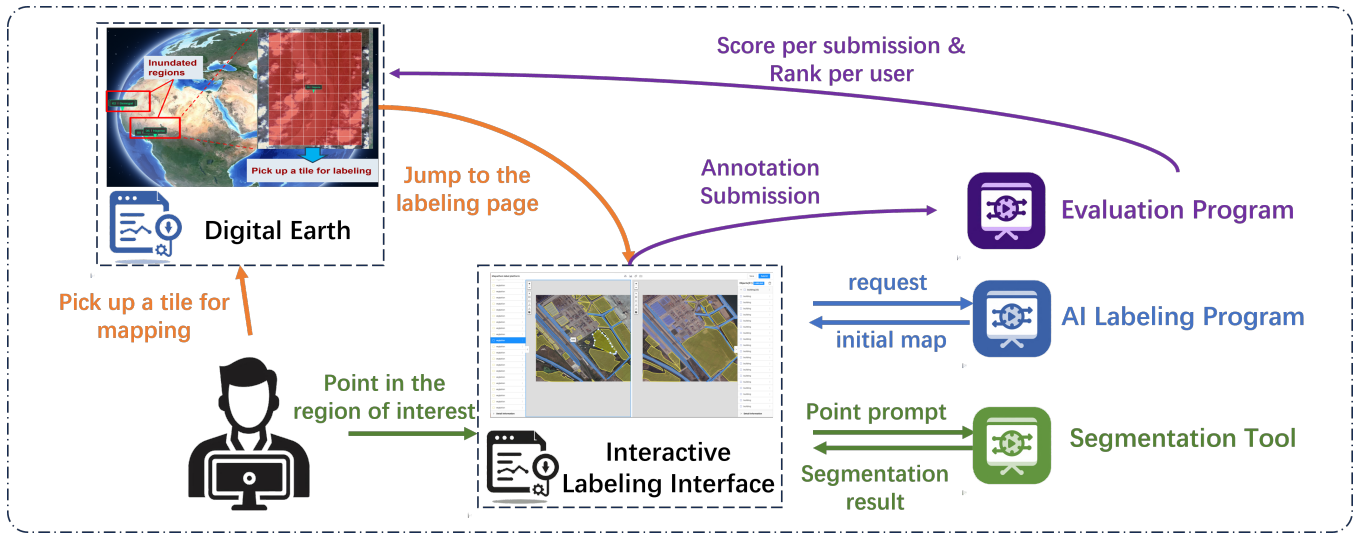 Score per submission &
Rank per user
Inundated
regions
Pick up a tile for labeling
Digital Earth
Jump to the
labeling page
Annotation
Submission
Evaluation Program
Pick up a tile for
mapping
request
initial map
AI Labeling Program
Point in the
region of interest
Point prompt
Segmentation
result
Segmentation Tool
Interactive
Labeling Interface